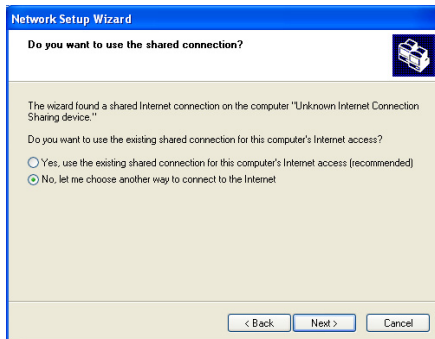 Network Setup Wizard
Do you want to use the shared connection?
The wizard found a shared Internet connection on the computer "Unknown Internet Connection
Sharing device."
Do you want to use the existing shared connection for this computer's Internet access?
Yes, use the existing shared connection for this computer's Internet access (recommended)
No, let me choose another way to connect to the Internet
< Back
Next >
Cancel